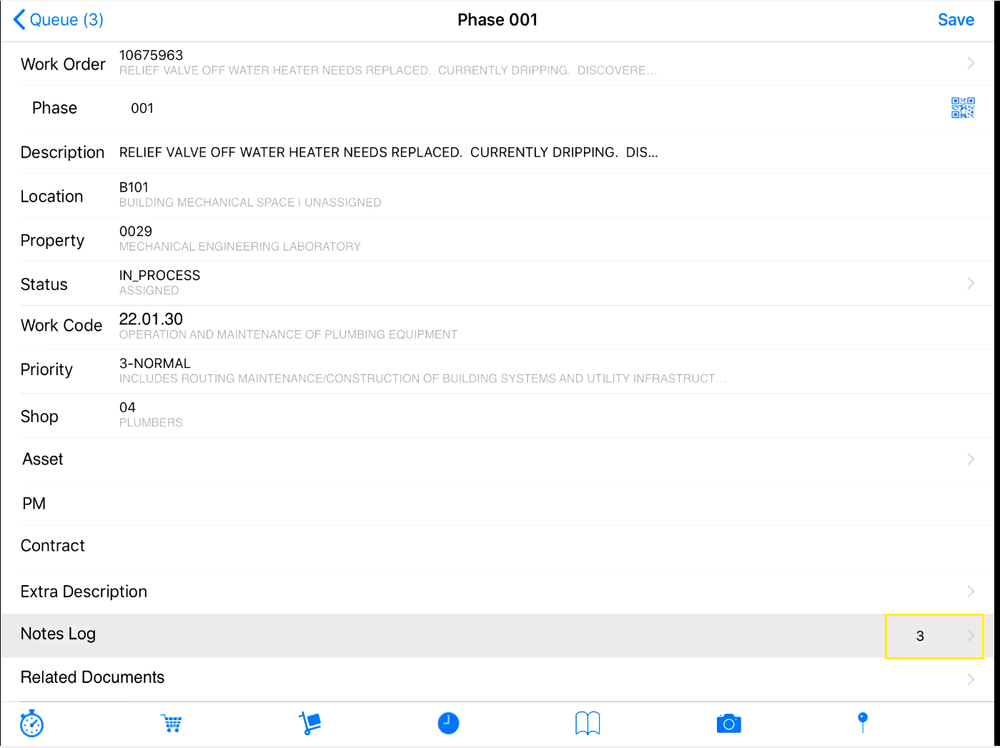 Queue (3)
Phase 001
Save
Work Order
10675963
RELIEF VALVE OFF WATER HEATER NEEDS REPLACED.  CURRENTLY DRIPPING.  DISCOVERE...
Phase
001
Description
RELIEF VALVE OFF WATER HEATER NEEDS REPLACED.  CURRENTLY DRIPPING.  DIS...
Location
B101
BUILDING MECHANICAL SPACE | UNASSIGNED
Property
0029
MECHANICAL ENGINEERING LABORATORY
Status
IN_PROCESS
ASSIGNED
Work Code
22.01.30
OPERATION AND MAINTENANCE OF PLUMBING EQUIPMENT
Priority
3-NORMAL
INCLUDES ROUTING MAINTENANCE/CONSTRUCTION OF BUILDING SYSTEMS AND UTILITY INFRASTRUCT...
Shop
04
PLUMBERS
Asset
PM
Contract
Extra Description
Notes Log
3
Related Documents